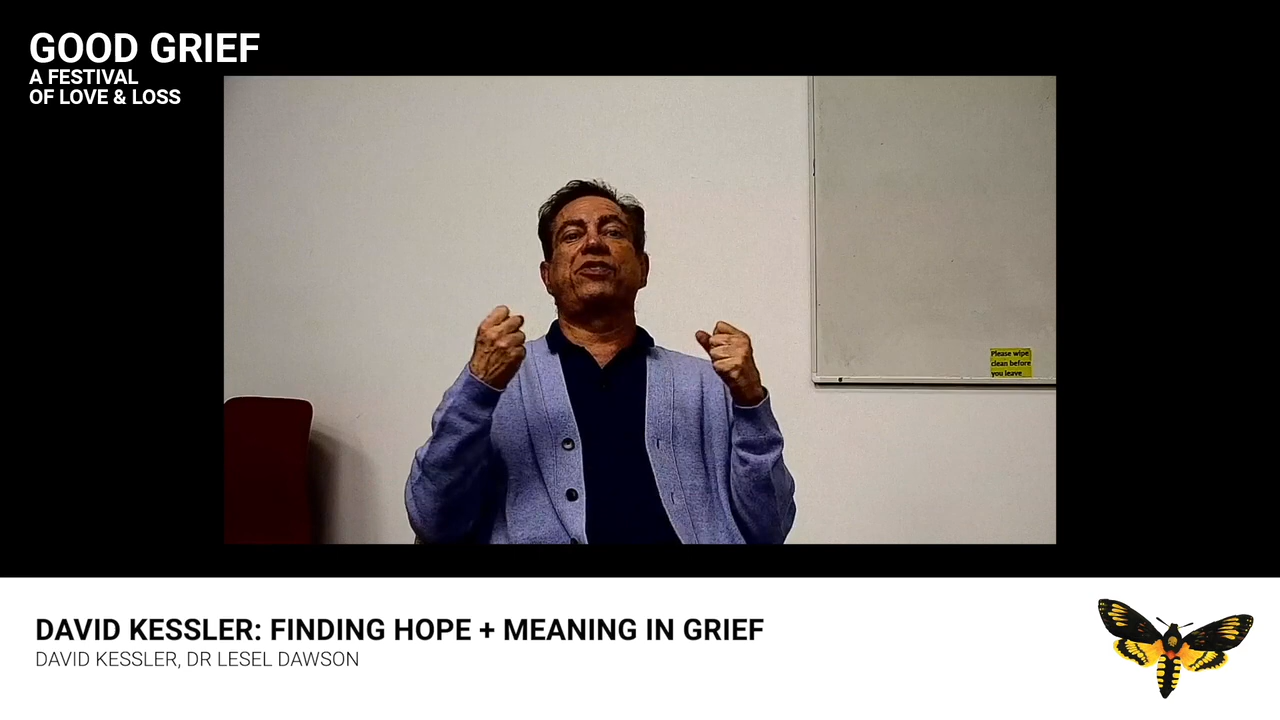 GOOD GRIEF
A FESTIVAL
OF LOVE & LOSS
Please wipe
clean before
you leave
DAVID KESSLER: FINDING HOPE + MEANING IN GRIEF
DAVID KESSLER, DR LESEL DAWSON